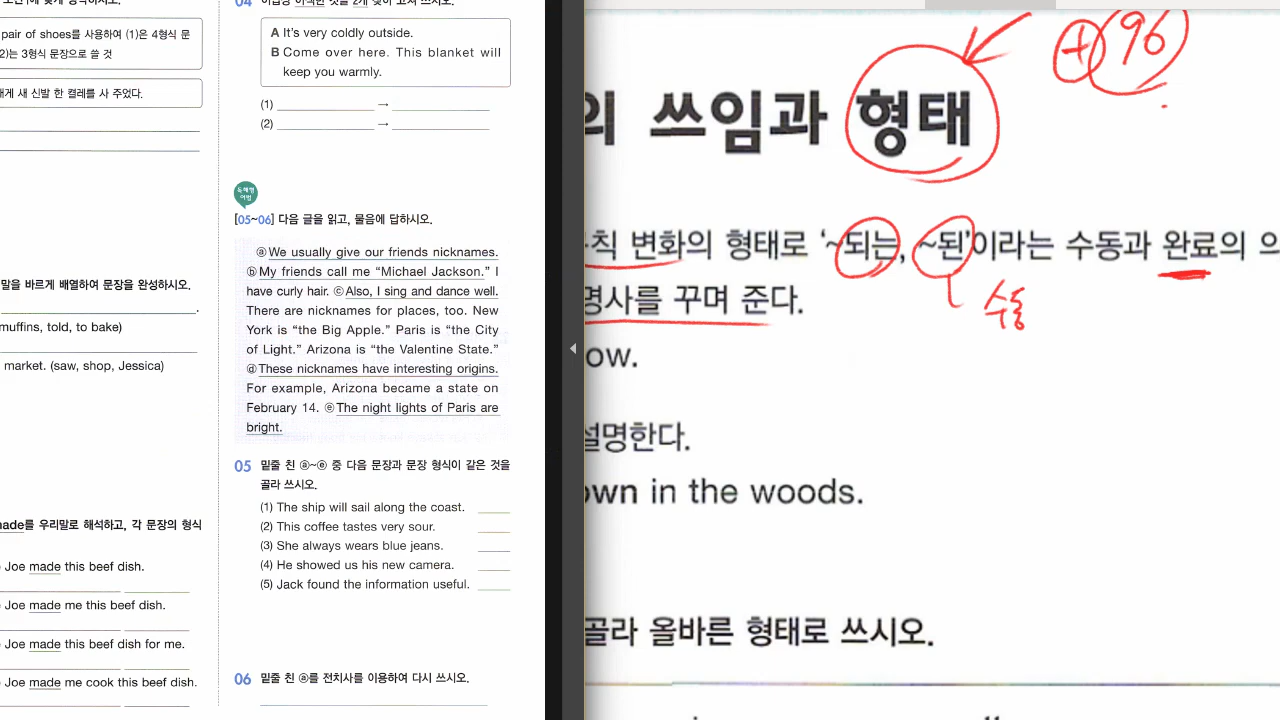 pair of shoes를 사용하여 (1)은 4형식 문
2)는 3형식 문장으로 쓸 것
에게 새 신발 한 켤레를 사 주었다.
말을 바르게 배열하여 문장을 완성하시오.
muffins, told, to bake)
market. (saw, shop, Jessica)
made를 우리말로 해석하고, 각 문장의 형식
Joe made this beef dish.
Joe made me this beef dish.
Joe made this beef dish for me.
Joe made me cook this beef dish.
04
A It's very coldly outside.
B Come over here. This blanket will
keep you warmly.
(1) →
(2) →
독해형
어법
[05~06] 다음 글을 읽고, 물음에 답하시오.
ⓐWe usually give our friends nicknames.
ⓑMy friends call me “Michael Jackson.” I
have curly hair. ⓒAlso, I sing and dance well.
There are nicknames for places, too. New
York is “the Big Apple.” Paris is “the City
of Light.” Arizona is “the Valentine State.”
ⓓThese nicknames have interesting origins.
For example, Arizona became a state on
February 14. ⓔThe night lights of Paris are
bright.
05 밑줄 친 ⓐ~ⓔ 중 다음 문장과 문장 형식이 같은 것을
골라 쓰시오.
(1) The ship will sail along the coast.
(2) This coffee tastes very sour.
(3) She always wears blue jeans.
(4) He showed us his new camera.
(5) Jack found the information useful.
06 밑줄 친 ⓐ를 전치사를 이용하여 다시 쓰시오.
+ 96
의 쓰임과 형태
칙 변화의 형태로 ‘~되는, ~된’이라는 수동과 완료의 의
수동
명사를 꾸며 준다.
ow.
설명한다.
own in the woods.
골라 올바른 형태로 쓰시오.